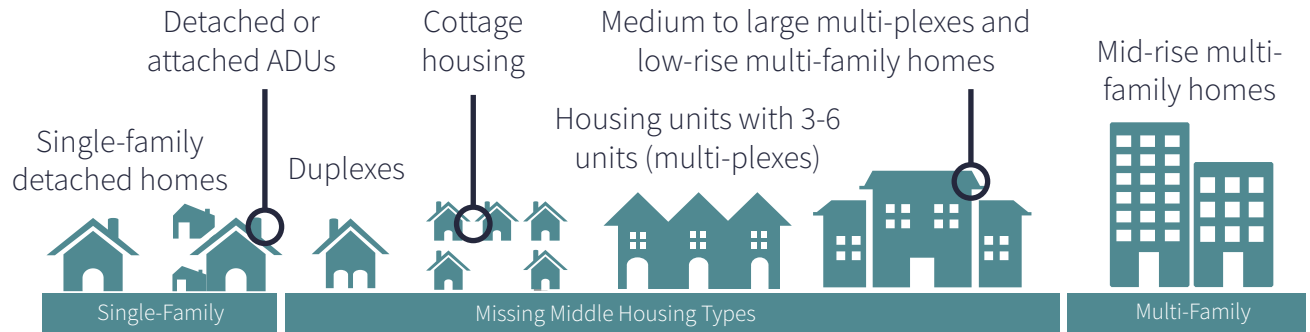 Single-family
detached homes
Detached or
attached ADUs
Duplexes
Cottage
housing
Housing units with 3-6
units (multi-plexes)
Medium to large multi-plexes and
low-rise multi-family homes
Mid-rise multi-
family homes
Single-Family
Missing Middle Housing Types
Multi-Family